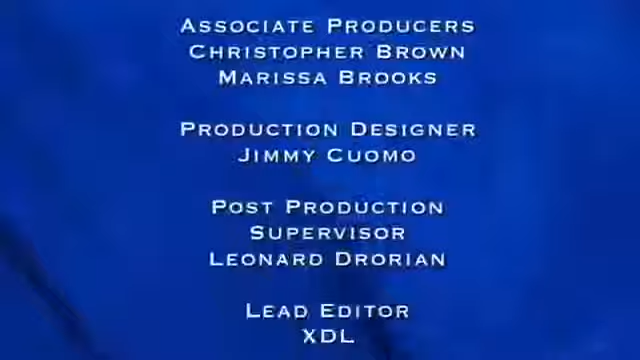 Associate Producers
Christopher Brown
Marissa Brooks
Production Designer
Jimmy Cuomo
Post Production
Supervisor
Leonard Drorian
Lead Editor
XDL